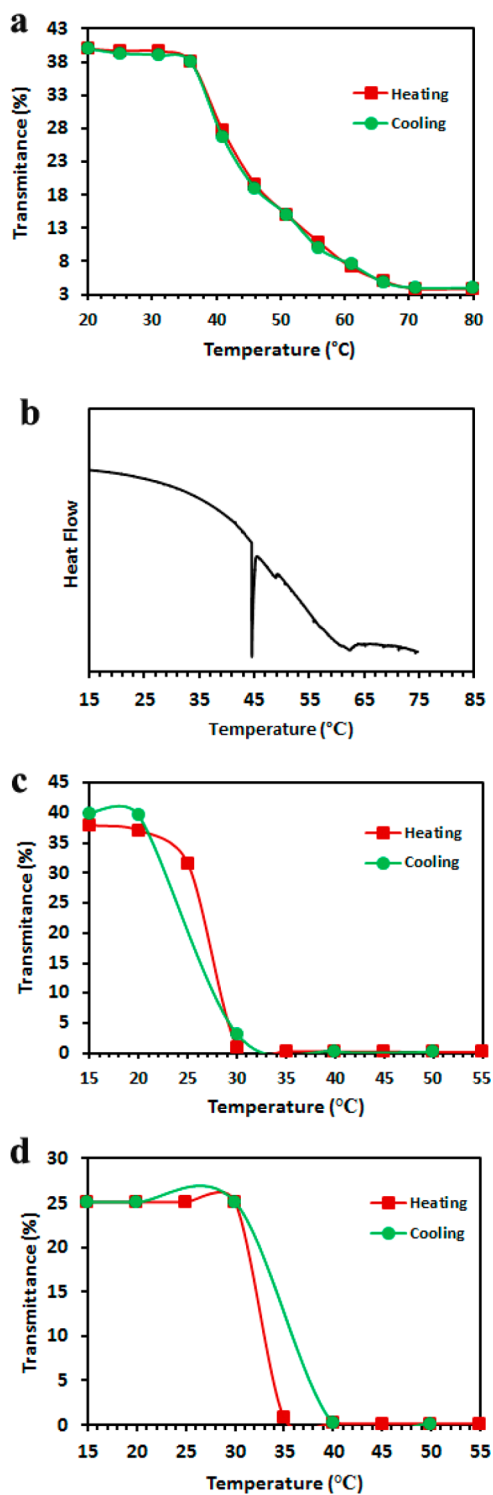 a
43
38
33
28
23
18
13
8
3
Transmitance (%)
Heating
Cooling
20 30 40 50 60 70 80
Temperature (°C)
b
Heat Flow
15 25 35 45 55 65 75 85
Temperature (°C)
c
45
40
35
30
25
20
15
10
5
0
Transmitance (%)
Heating
Cooling
15 20 25 30 35 40 45 50 55
Temperature (°C)
d
30
25
20
15
10
5
0
Transmittance (%)
Heating
Cooling
15 20 25 30 35 40 45 50 55
Temperature (°C)